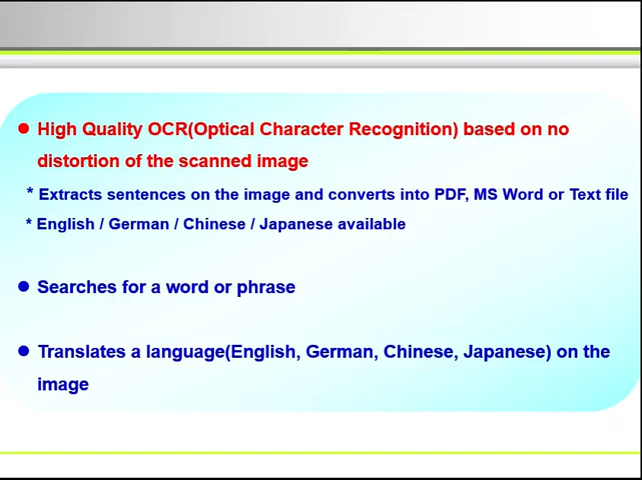 ● High Quality OCR(Optical Character Recognition) based on no
distortion of the scanned image
* Extracts sentences on the image and converts into PDF, MS Word or Text file
* English / German / Chinese / Japanese available
● Searches for a word or phrase
● Translates a language(English, German, Chinese, Japanese) on the
image